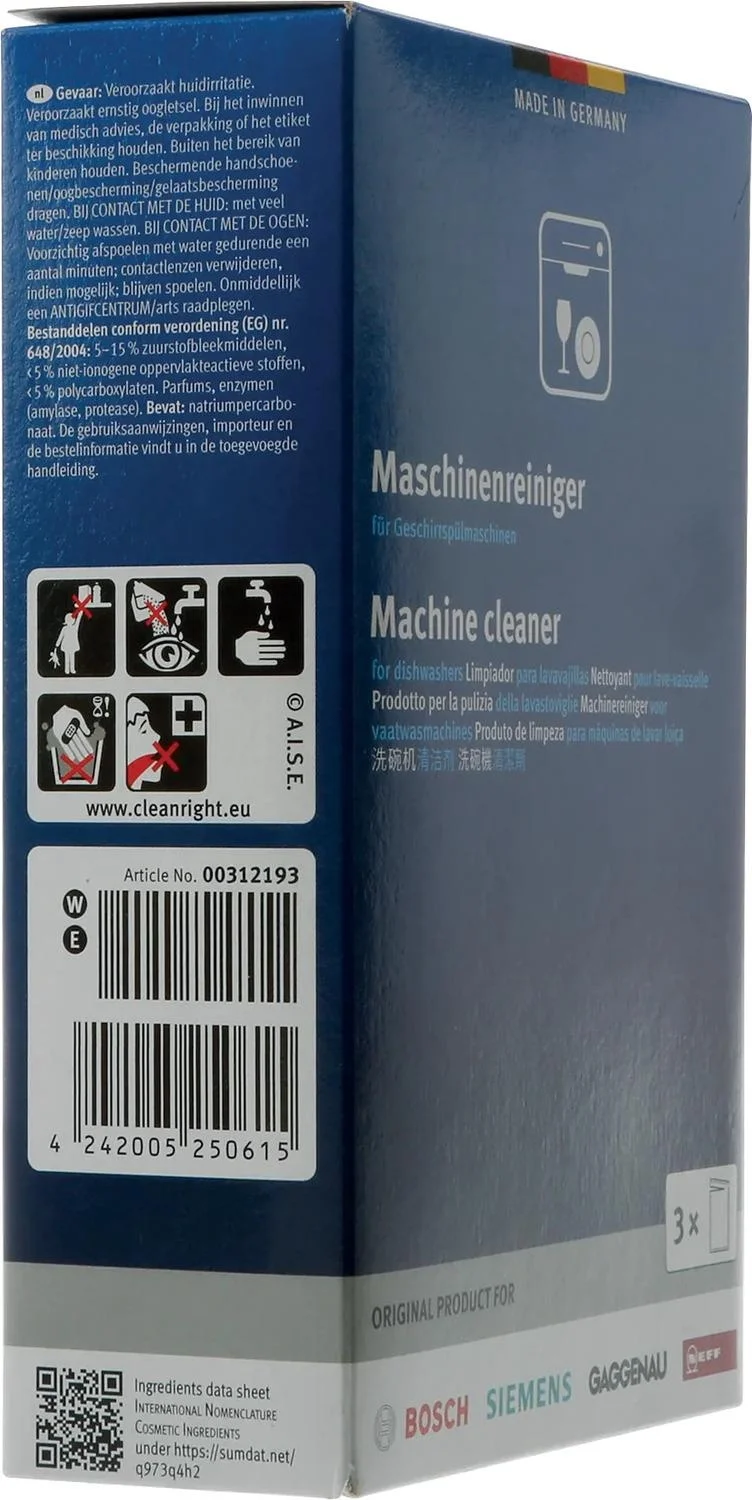 nl Gevaar: Veroorzaakt huidirritatie.
Veroorzaakt ernstig oogletsel. Bij het inwinnen
van medisch advies, de verpakking of het etiket
ter beschikking houden. Buiten het bereik van
kinderen houden. Beschermende handschoe-
nen/oogbescherming/gelaatsbescherming
dragen. BIJ CONTACT MET DE HUID: met veel
water/zeep wassen. BIJ CONTACT MET DE OGEN:
Voorzichtig afspoelen met water gedurende een
aantal minuten; contactlenzen verwijderen,
indien mogelijk; blijven spoelen. Onmiddellijk
een ANTIGIFCENTRUM/arts raadplegen.
Bestanddelen conform verordening (EG) nr.
648/2004: 5–15 % zuurstofbleekmiddelen,
<5 % niet-ionogene oppervlakteactieve stoffen,
<5 % polycarboxylaten. Parfums, enzymen
(amylase, protease). Bevat: natriumpercarbo-
naat. De gebruiksaanwijzingen, importeur en
de bestelinformatie vindt u in de toegevoegde
handleiding.
© A.I.S.E.
www.cleanright.eu
Article No. 00312193
W
E
4 242005 250615
Ingredients data sheet
International Nomenclature
Cosmetic Ingredients
under https://sumdat.net/
q973q4h2
MADE IN GERMANY
Maschinenreiniger
für Geschirrspülmaschinen
Machine cleaner
for dishwashers Limpiador para lavavajillas Nettoyant pour lave-vaisselle
Prodotto per la pulizia della lavastoviglie Machinereiniger voor
vaatwasmachines Produto de limpeza para máquinas de lavar loiça
洗碗机清洁剂 洗碗機清潔劑
3 x
ORIGINAL PRODUCT FOR
BOSCH SIEMENS GAGGENAU NEFF